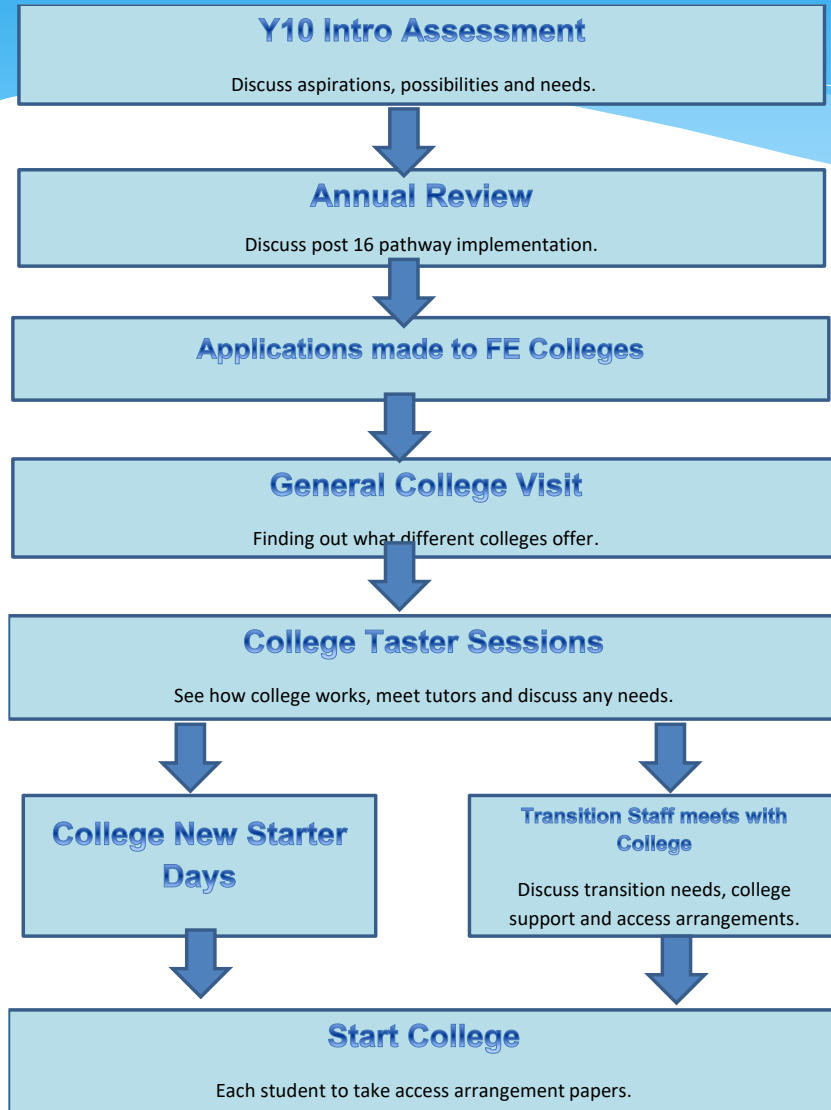 Y10 Intro Assessment
Discuss aspirations, possibilities and needs.
Annual Review
Discuss post 16 pathway implementation.
Applications made to FE Colleges
General College Visit
Finding out what different colleges offer.
College Taster Sessions
See how college works, meet tutors and discuss any needs.
College New Starter
Days
Transition Staff meets with
College
Discuss transition needs, college
support and access arrangements.
Start College
Each student to take access arrangement papers.